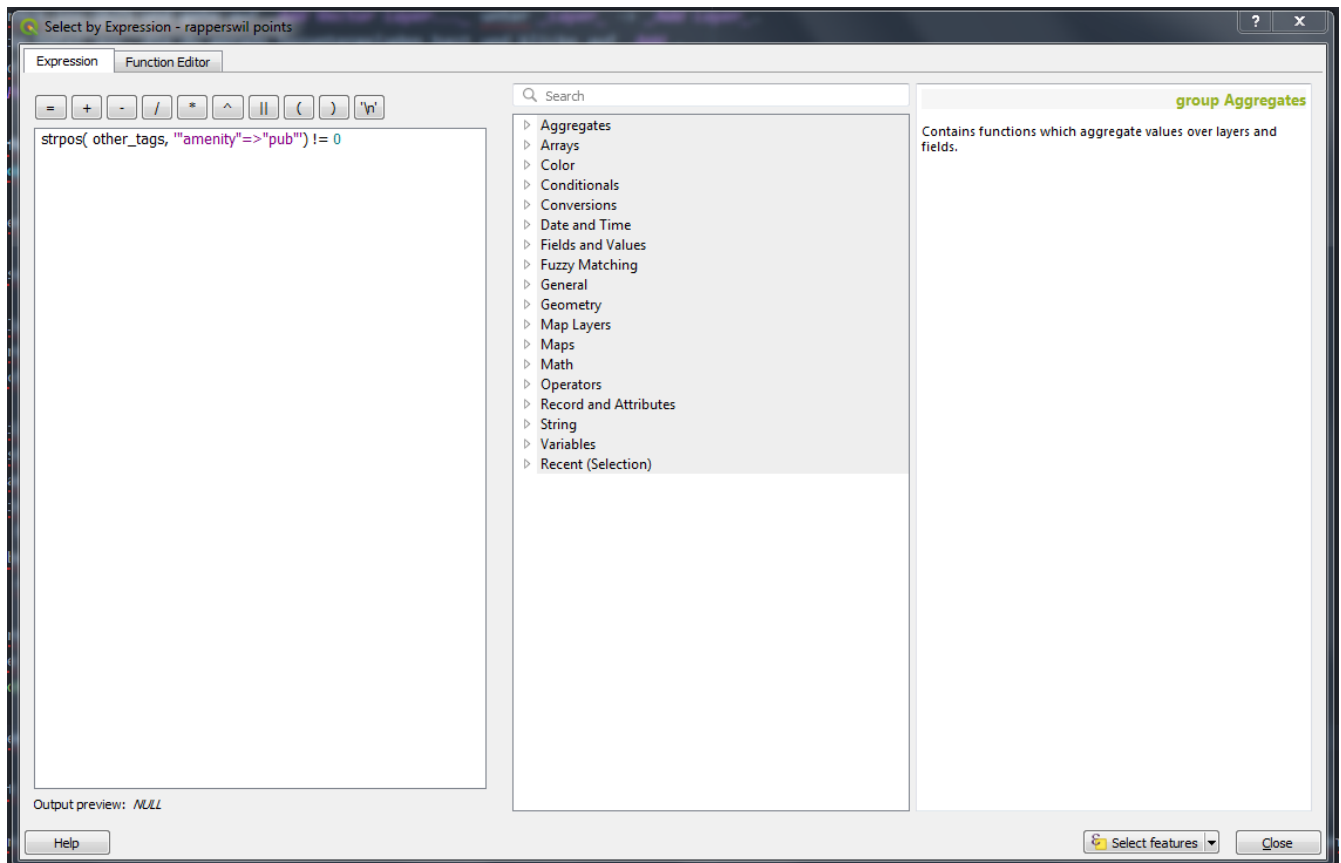 Select by Expression - rapperswil points
? X
Expression Function Editor
= + - / * ^ || ( ) '\n'
strpos( other_tags, '"amenity"=>"pub"') != 0
Output preview: NULL
Search
Aggregates
Arrays
Color
Conditionals
Conversions
Date and Time
Fields and Values
Fuzzy Matching
General
Geometry
Map Layers
Maps
Math
Operators
Record and Attributes
String
Variables
Recent (Selection)
group Aggregates
Contains functions which aggregate values over layers and
fields.
Help
Select features
Close